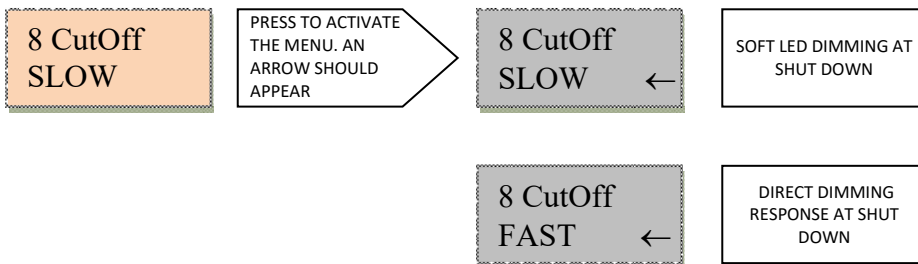 8 CutOff
SLOW
PRESS TO ACTIVATE
THE MENU. AN
ARROW SHOULD
APPEAR
8 CutOff
SLOW ←
SOFT LED DIMMING AT
SHUT DOWN
8 CutOff
FAST ←
DIRECT DIMMING
RESPONSE AT SHUT
DOWN